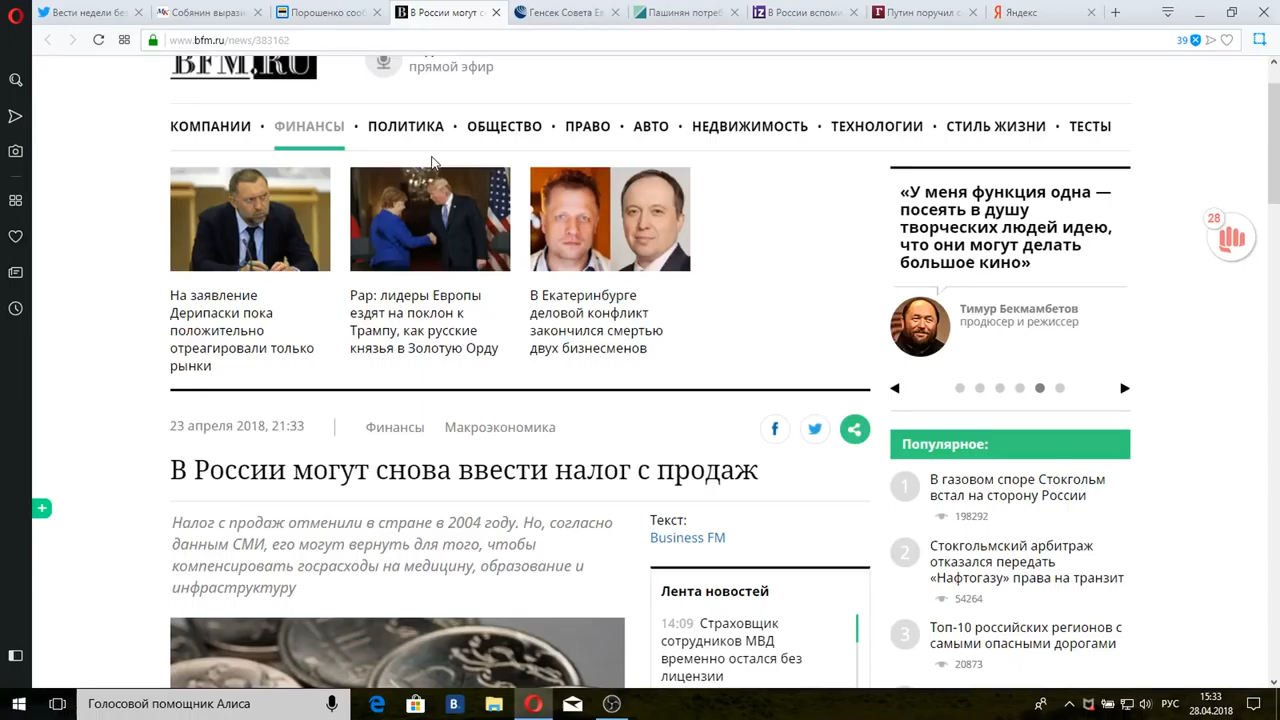 Вести недели бе
Собянин вырази
Порошенко сооб
В России могут с
Генсек Совета Ев
Пашинян потреб
В России вспоми
Путин поручил с
Яндекс
www.bfm.ru/news/383162
39
BFM.RU
прямой эфир
КОМПАНИИ • ФИНАНСЫ • ПОЛИТИКА • ОБЩЕСТВО • ПРАВО • АВТО • НЕДВИЖИМОСТЬ • ТЕХНОЛОГИИ • СТИЛЬ ЖИЗНИ • ТЕСТЫ
На заявление
Дерипаски пока
положительно
отреагировали только
рынки
Рар: лидеры Европы
ездят на поклон к
Трампу, как русские
князья в Золотую Орду
В Екатеринбурге
деловой конфликт
закончился смертью
двух бизнесменов
«У меня функция одна —
посеять в душу
творческих людей идею,
что они могут делать
большое кино»
Тимур Бекмамбетов
продюсер и режиссер
28
23 апреля 2018, 21:33
Финансы
Макроэкономика
В России могут снова ввести налог с продаж
Налог с продаж отменили в стране в 2004 году. Но, согласно
данным СМИ, его могут вернуть для того, чтобы
компенсировать госрасходы на медицину, образование и
инфраструктуру
Текст:
Business FM
Лента новостей
14:09 Страховщик
сотрудников МВД
временно остался без
лицензии
Популярное:
1
В газовом споре Стокгольм
встал на сторону России
198292
2
Стокгольмский арбитраж
отказался передать
«Нафтогазу» права на транзит
54264
3
Топ-10 российских регионов с
самыми опасными дорогами
20873
Голосовой помощник Алиса
РУС
15:33
28.04.2018